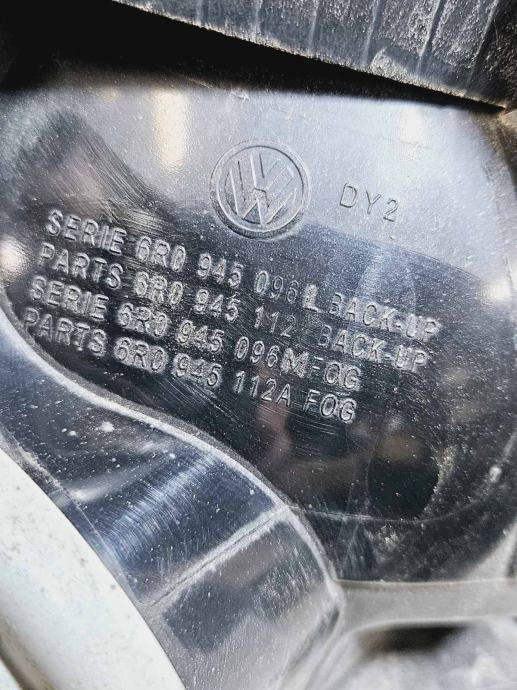 DY2
SERIE 6R0 945 096 L BACK-UP
PARTS 6R0 945 112 BACK-UP
SERIE 6R0 945 096M FOG
PARTS 6R0 945 112A FOG